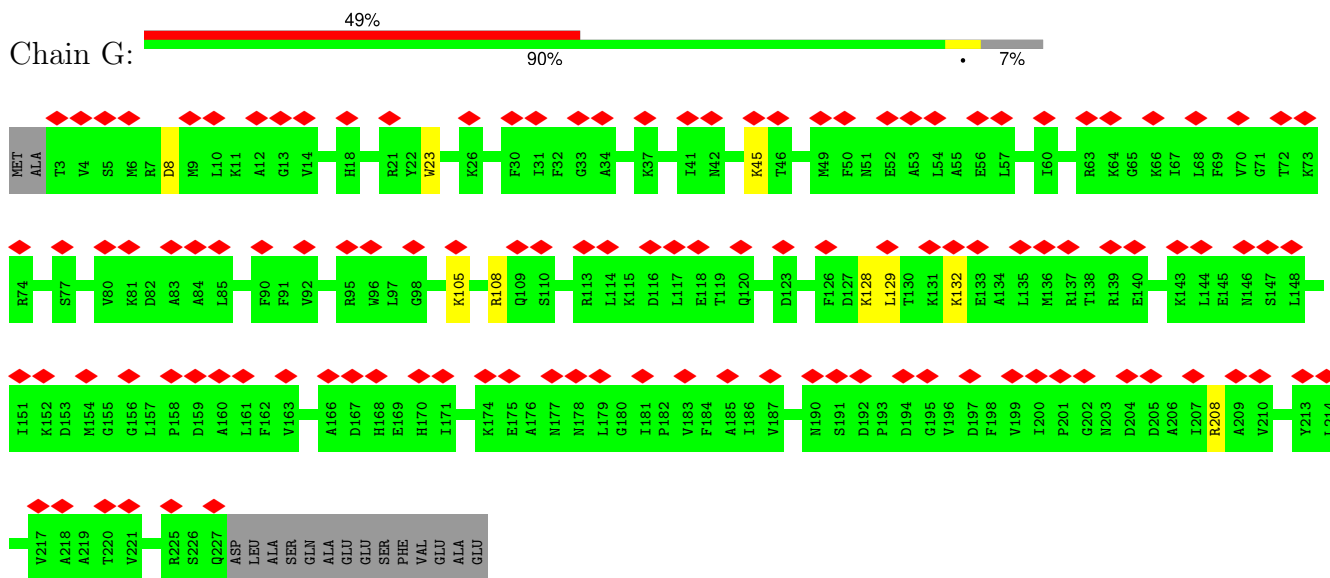 49%
Chain G:
90% • 7%
MET ALA T3 V4 S5 M6 R7 D8 M9 L10 K11 A12 G13 V14 H18 R21 Y22 W23 K26 F30 I31 F32 G33 A34 K37 I41 N42 K45 T46 M49 F50 N51 E52 A53 L54 A55 E56 L57 I60 R63 K64 G65 K66 I67 L68 F69 V70 G71 T72 K73
R74 S77 V80 K81 D82 A83 A84 L85 F90 F91 V92 R95 W96 L97 G98 K105 R108 Q109 S110 R113 L114 K115 D116 L117 E118 T119 Q120 D123 F126 D127 K128 L129 T130 K131 K132 E133 A134 L135 M136 R137 T138 R139 E140 K143 L144 E145 N146 S147 L148
I151 K152 D153 M154 G155 G156 L157 P158 D159 A160 L161 F162 V163 A166 D167 H168 E169 H170 I171 K174 E175 A176 N177 N178 L179 G180 I181 P182 V183 F184 A185 I186 V187 N190 S191 D192 P193 D194 G195 V196 D197 F198 V199 I200 P201 G202 N203 D204 D205 A206 I207 R208 A209 V210 Y213 L214
V217 A218 A219 T220 V221 R225 S226 Q227 ASP LEU ALA SER GLN ALA GLU GLU SER PHE VAL GLU ALA GLU